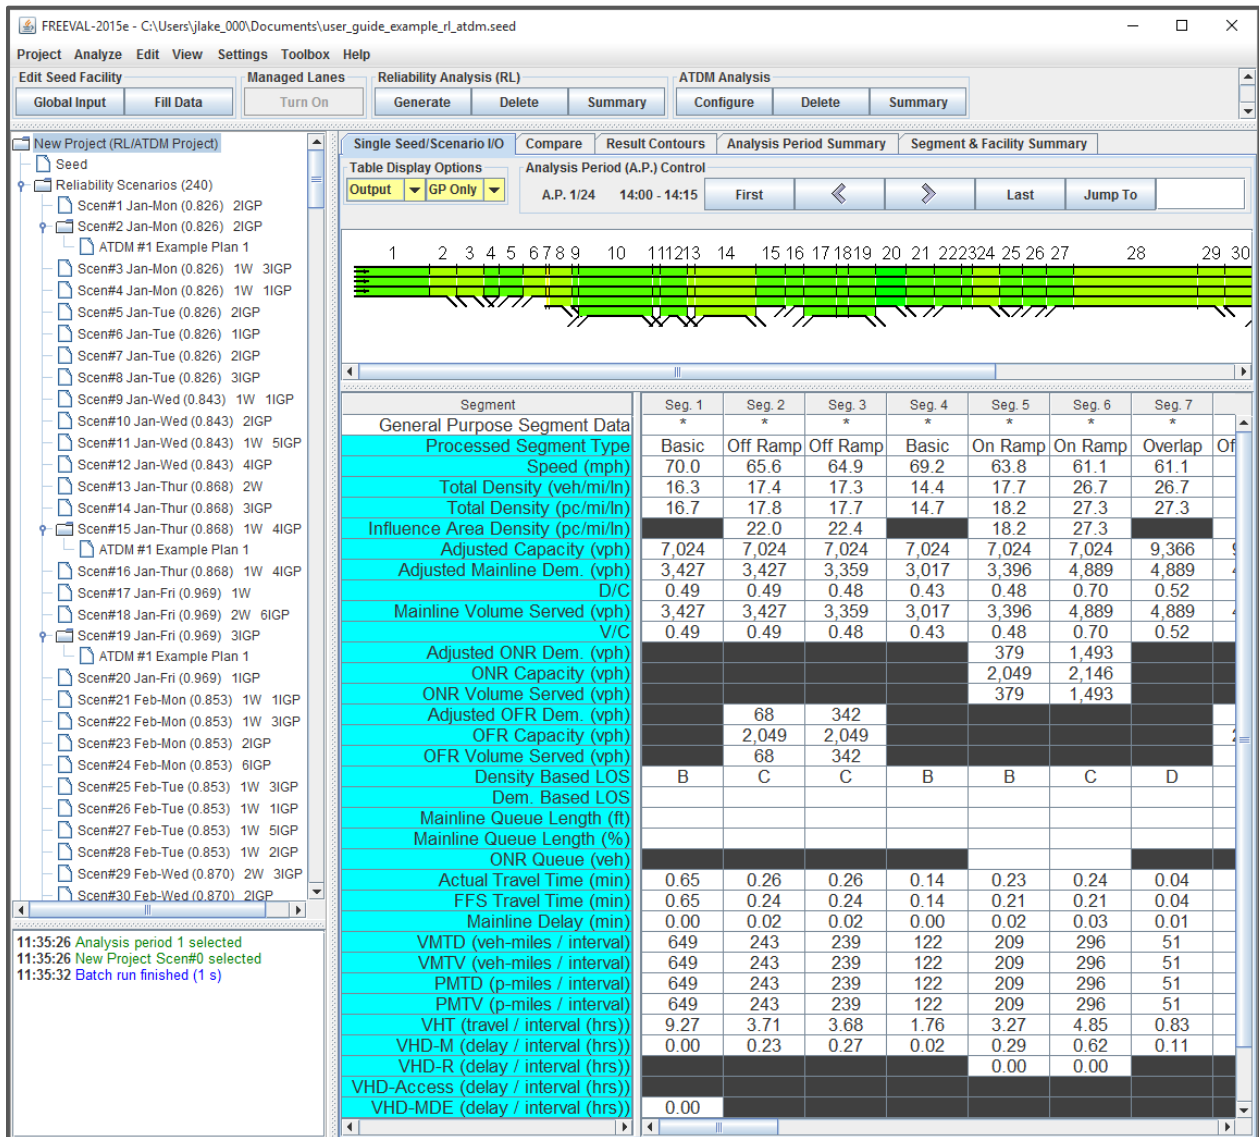 FREEVAL-2015e - C:\Users\jlake_000\Documents\user_guide_example_rl_atdm.seed
Project Analyze Edit View Settings Toolbox Help
Edit Seed Facility Managed Lanes Reliability Analysis (RL) ATDM Analysis
Global Input Fill Data Turn On Generate Delete Summary Configure Delete Summary
New Project (RL/ATDM Project)
Seed
Reliability Scenarios (240)
Scen#1 Jan-Mon (0.826) 2IGP
Scen#2 Jan-Mon (0.826) 2IGP
ATDM #1 Example Plan 1
Scen#3 Jan-Mon (0.826) 1W 3IGP
Scen#4 Jan-Mon (0.826) 1W 1IGP
Scen#5 Jan-Tue (0.826) 2IGP
Scen#6 Jan-Tue (0.826) 1IGP
Scen#7 Jan-Tue (0.826) 2IGP
Scen#8 Jan-Tue (0.826) 3IGP
Scen#9 Jan-Wed (0.843) 1W 1IGP
Scen#10 Jan-Wed (0.843) 2IGP
Scen#11 Jan-Wed (0.843) 1W 5IGP
Scen#12 Jan-Wed (0.843) 4IGP
Scen#13 Jan-Thur (0.868) 2W
Scen#14 Jan-Thur (0.868) 3IGP
Scen#15 Jan-Thur (0.868) 1W 4IGP
ATDM #1 Example Plan 1
Scen#16 Jan-Thur (0.868) 1W 4IGP
Scen#17 Jan-Fri (0.969) 1W
Scen#18 Jan-Fri (0.969) 2W 6IGP
Scen#19 Jan-Fri (0.969) 3IGP
ATDM #1 Example Plan 1
Scen#20 Jan-Fri (0.969) 1IGP
Scen#21 Feb-Mon (0.853) 1W 1IGP
Scen#22 Feb-Mon (0.853) 1W 3IGP
Scen#23 Feb-Mon (0.853) 2IGP
Scen#24 Feb-Mon (0.853) 6IGP
Scen#25 Feb-Tue (0.853) 1W 3IGP
Scen#26 Feb-Tue (0.853) 1W 1IGP
Scen#27 Feb-Tue (0.853) 1W 5IGP
Scen#28 Feb-Tue (0.853) 1W 2IGP
Scen#29 Feb-Wed (0.870) 2W 3IGP
Scen#30 Feb-Wed (0.870) 2IGP
11:35:26 Analysis period 1 selected
11:35:26 New Project Scen#0 selected
11:35:32 Batch run finished (1 s)
Single Seed/Scenario I/O Compare Result Contours Analysis Period Summary Segment & Facility Summary
Table Display Options Analysis Period (A.P.) Control
Output GP Only A.P. 1/24 14:00 - 14:15 First Last Jump To
1 2 3 4 5 6 7 8 9 10 11 12 13 14 15 16 17 18 19 20 21 22 23 24 25 26 27 28 29 30
Segment Seg. 1 Seg. 2 Seg. 3 Seg. 4 Seg. 5 Seg. 6 Seg. 7
General Purpose Segment Data * * * * * * *
Processed Segment Type Basic Off Ramp Off Ramp Basic On Ramp On Ramp Overlap Of
Speed (mph) 70.0 65.6 64.9 69.2 63.8 61.1 61.1
Total Density (veh/mi/ln) 16.3 17.4 17.3 14.4 17.7 26.7 26.7
Total Density (pc/mi/ln) 16.7 17.8 17.7 14.7 18.2 27.3 27.3
Influence Area Density (pc/mi/ln) 22.0 22.4 18.2 27.3
Adjusted Capacity (vph) 7,024 7,024 7,024 7,024 7,024 7,024 9,366
Adjusted Mainline Dem. (vph) 3,427 3,427 3,359 3,017 3,396 4,889 4,889
D/C 0.49 0.49 0.48 0.43 0.48 0.70 0.52
Mainline Volume Served (vph) 3,427 3,427 3,359 3,017 3,396 4,889 4,889
V/C 0.49 0.49 0.48 0.43 0.48 0.70 0.52
Adjusted ONR Dem. (vph) 379 1,493
ONR Capacity (vph) 2,049 2,146
ONR Volume Served (vph) 379 1,493
Adjusted OFR Dem. (vph) 68 342
OFR Capacity (vph) 2,049 2,049
OFR Volume Served (vph) 68 342
Density Based LOS B C C B B C D
Dem. Based LOS
Mainline Queue Length (ft)
Mainline Queue Length (%)
ONR Queue (veh)
Actual Travel Time (min) 0.65 0.26 0.26 0.14 0.23 0.24 0.04
FFS Travel Time (min) 0.65 0.24 0.24 0.14 0.21 0.21 0.04
Mainline Delay (min) 0.00 0.02 0.02 0.00 0.02 0.03 0.01
VMTD (veh-miles / interval) 649 243 239 122 209 296 51
VMTV (veh-miles / interval) 649 243 239 122 209 296 51
PMTD (p-miles / interval) 649 243 239 122 209 296 51
PMTV (p-miles / interval) 649 243 239 122 209 296 51
VHT (travel / interval (hrs)) 9.27 3.71 3.68 1.76 3.27 4.85 0.83
VHD-M (delay / interval (hrs)) 0.00 0.23 0.27 0.02 0.29 0.62 0.11
VHD-R (delay / interval (hrs)) 0.00 0.00
VHD-Access (delay / interval (hrs))
VHD-MDE (delay / interval (hrs)) 0.00